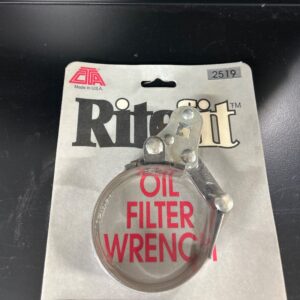 CTA
2519
Made in U.S.A.
Ritefit™
OIL
FILTER
WRENCH